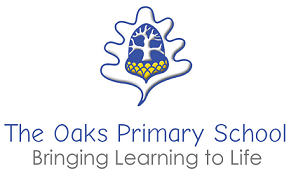 The Oaks Primary School
Bringing Learning to Life